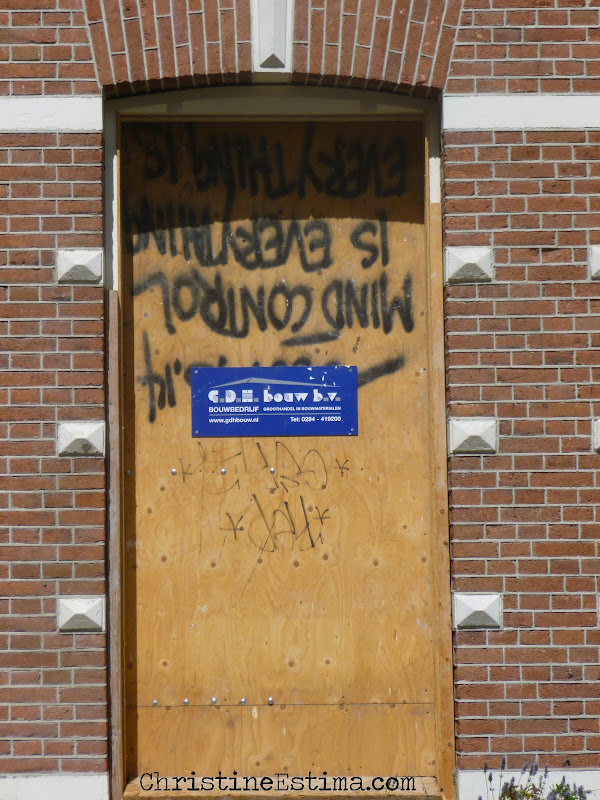 MIND CONTROL
IS EVERYTHING
EVERYTHING IS
G.D.H. bouw b.v.
BOUWBEDRIJF GROOTHANDEL IN BOUWMATERIALEN
www.gdhbouw.nl Tel: 0294 - 419200
ChristineEstima.com